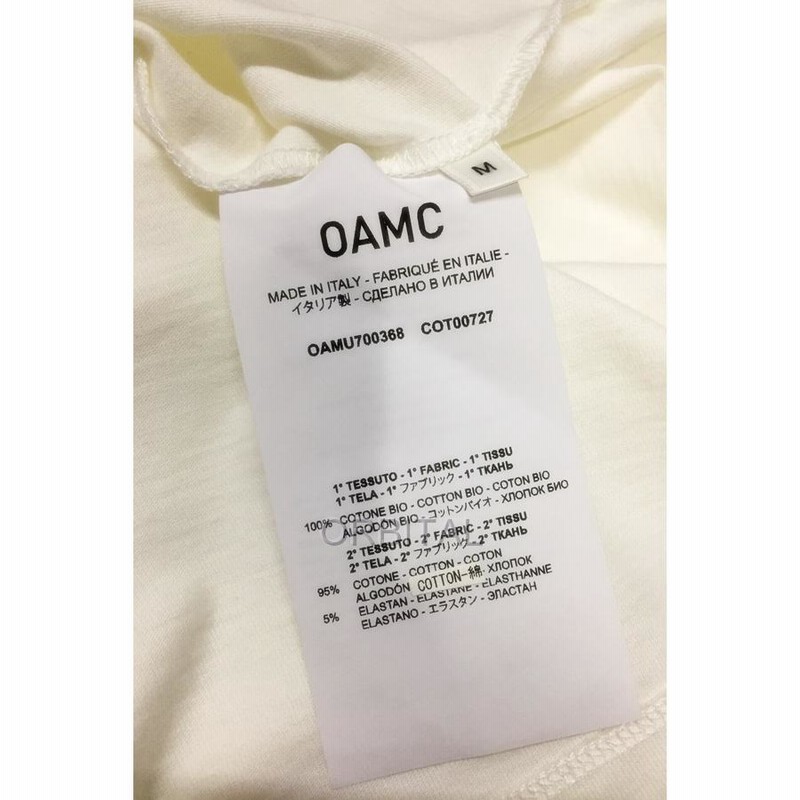 M
OAMC
MADE IN ITALY - FABRIQUÉ EN ITALIE -
イタリア製 - СДЕЛАНО В ИТАЛИИ
OAMU700368 COT00727
1° TESSUTO - 1° FABRIC - 1° TISSU
1° TELA - 1° ファブリック - 1° ТКАНЬ
100% COTONE BIO - COTTON BIO - COTON BIO
ALGODÓN BIO - コットンバイオ - ХЛОПОК БИО
ORBITAL
2° TESSUTO - 2° FABRIC - 2° TISSU
2° TELA - 2° ファブリック - 2° ТКАНЬ
95% COTONE - COTTON - COTON
ALGODÓN COTTON-綿 ХЛОПОК
5% ELASTAN - ELASTANE - ELASTHANNE
ELASTANO - エラスタン - ЭЛАСТАН